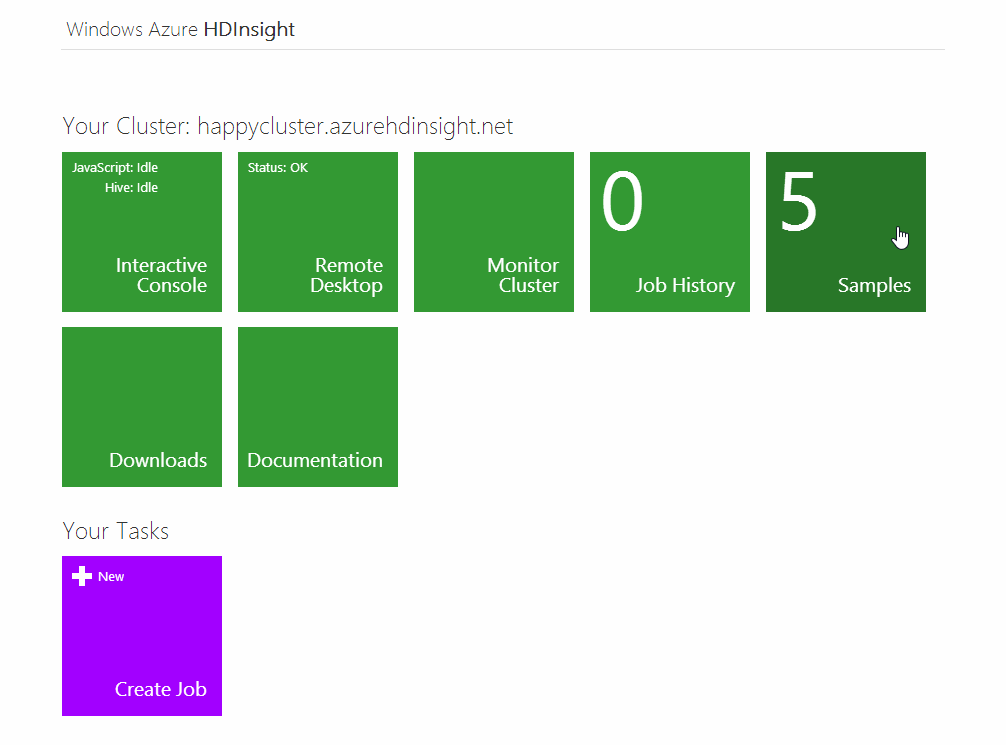 Windows Azure HDInsight
Your Cluster: happycluster.azurehdinsight.net
JavaScript: Idle
Hive: Idle
Interactive
Console
Status: OK
Remote
Desktop
Monitor
Cluster
0
Job History
5
Samples
Downloads
Documentation
Your Tasks
New
Create Job